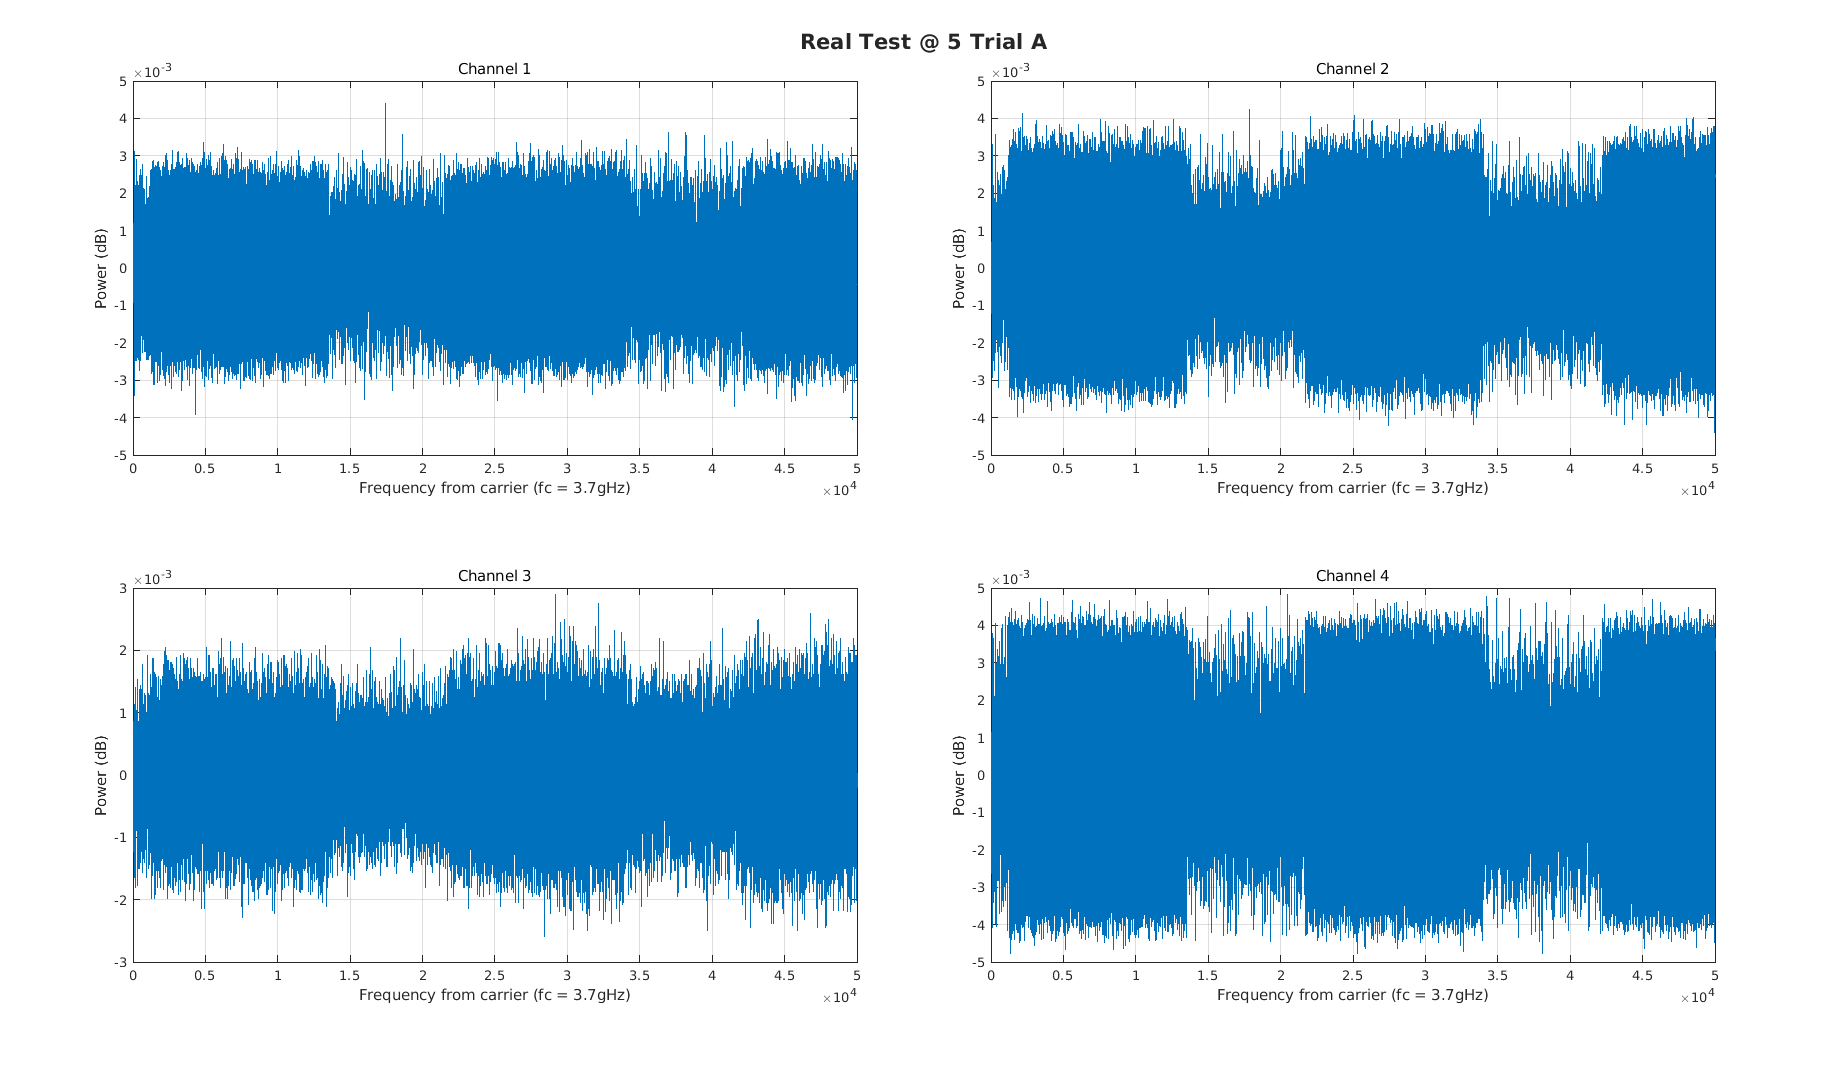 Real Test @ 5 Trial A
Channel 1
×10^-3
5
4
3
2
1
0
-1
-2
-3
-4
-5
Power (dB)
0 0.5 1 1.5 2 2.5 3 3.5 4 4.5 5
Frequency from carrier (fc = 3.7gHz)
×10^4
Channel 2
×10^-3
5
4
3
2
1
0
-1
-2
-3
-4
-5
Power (dB)
0 0.5 1 1.5 2 2.5 3 3.5 4 4.5 5
Frequency from carrier (fc = 3.7gHz)
×10^4
Channel 3
×10^-3
3
2
1
0
-1
-2
-3
Power (dB)
0 0.5 1 1.5 2 2.5 3 3.5 4 4.5 5
Frequency from carrier (fc = 3.7gHz)
×10^4
Channel 4
×10^-3
5
4
3
2
1
0
-1
-2
-3
-4
-5
Power (dB)
0 0.5 1 1.5 2 2.5 3 3.5 4 4.5 5
Frequency from carrier (fc = 3.7gHz)
×10^4